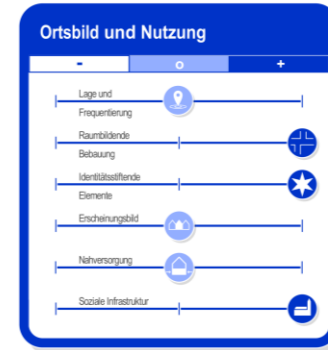 Ortsbild und Nutzung
- o +
Lage und
Frequentierung
Raumbildende
Bebauung
Identitätsstiftende
Elemente
Erscheinungsbild
Nahversorgung
Soziale Infrastruktur